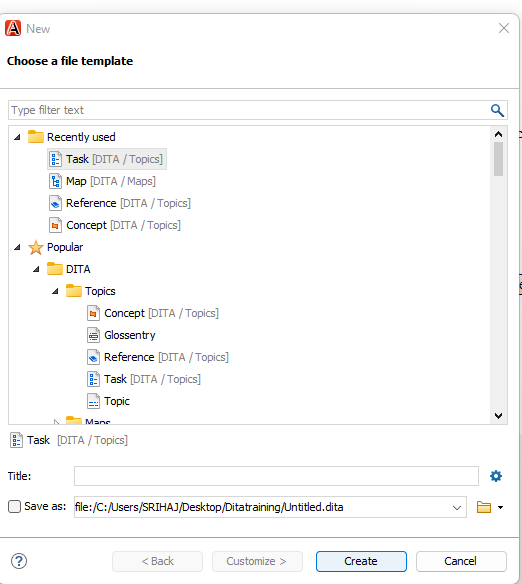 New
Choose a file template
Type filter text
Recently used
Task [DITA / Topics]
Map [DITA / Maps]
Reference [DITA / Topics]
Concept [DITA / Topics]
Popular
DITA
Topics
Concept [DITA / Topics]
Glossentry
Reference [DITA / Topics]
Task [DITA / Topics]
Topic
Maps
Task [DITA / Topics]
Title:
Save as: file:/C:/Users/SRIHAJ/Desktop/Ditatraining/Untitled.dita
< Back Customize > Create Cancel